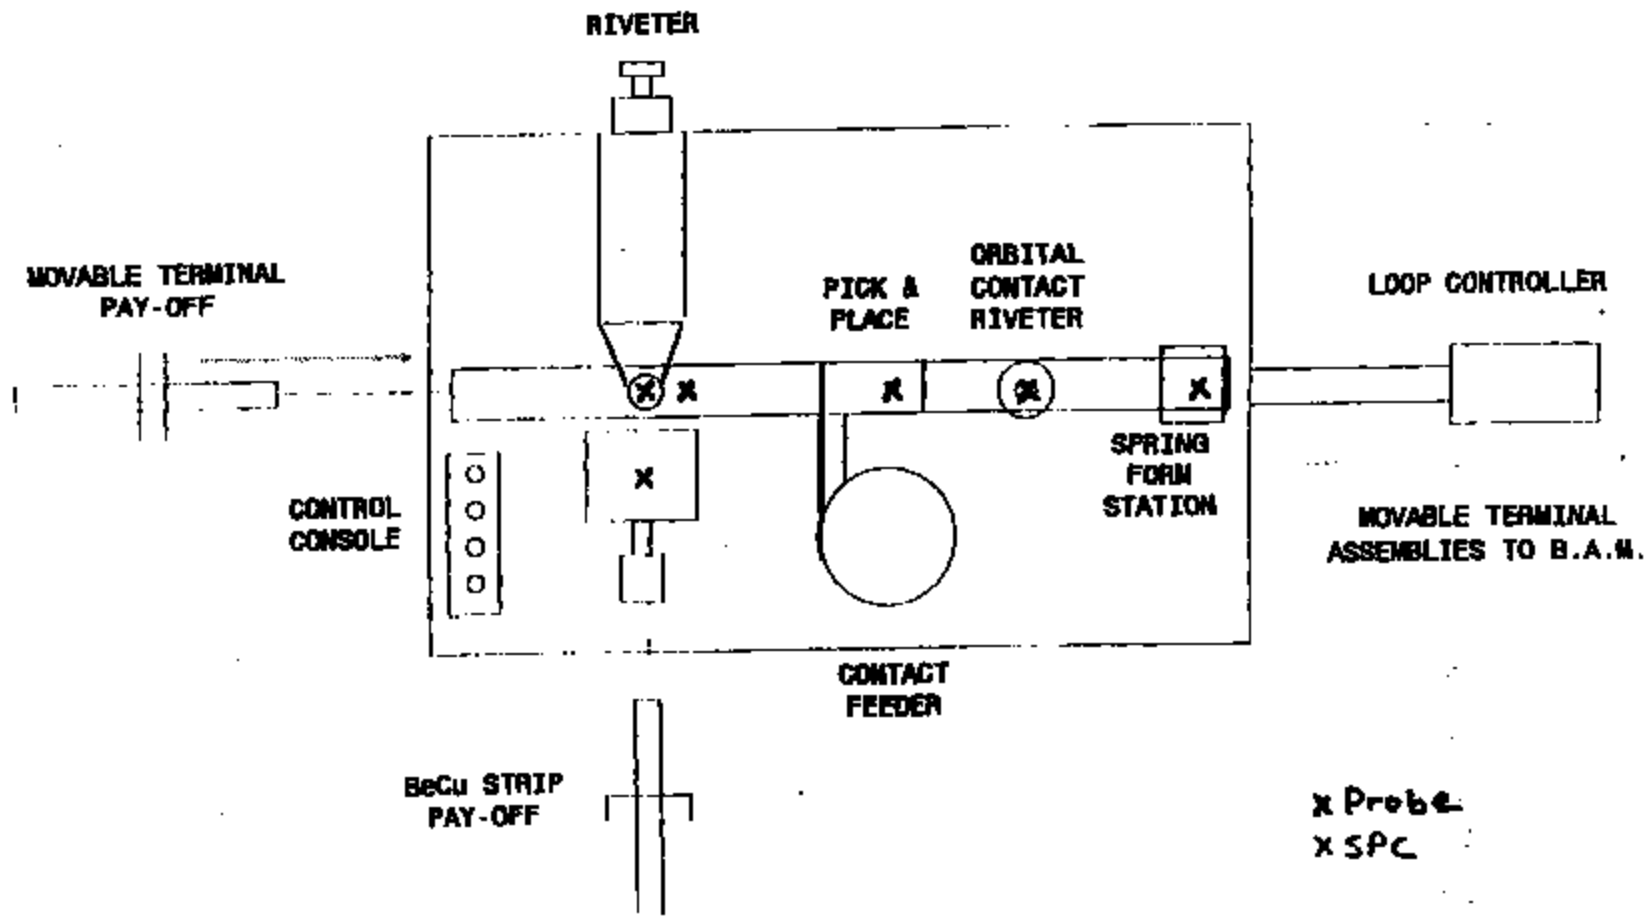 RIVETER
MOVABLE TERMINAL
PAY-OFF
PICK &
PLACE
ORBITAL
CONTACT
RIVETER
LOOP CONTROLLER
x
x
x
x
x
x
CONTROL
CONSOLE
SPRING
FORM
STATION
MOVABLE TERMINAL
ASSEMBLIES TO B.A.M.
CONTACT
FEEDER
BeCu STRIP
PAY-OFF
x Probe
x SPC